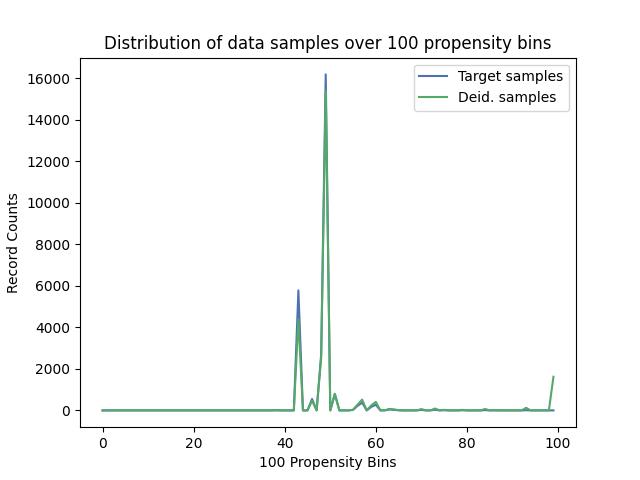 Distribution of data samples over 100 propensity bins
Target samples
Deid. samples
Record Counts
16000
14000
12000
10000
8000
6000
4000
2000
0
0 20 40 60 80 100
100 Propensity Bins